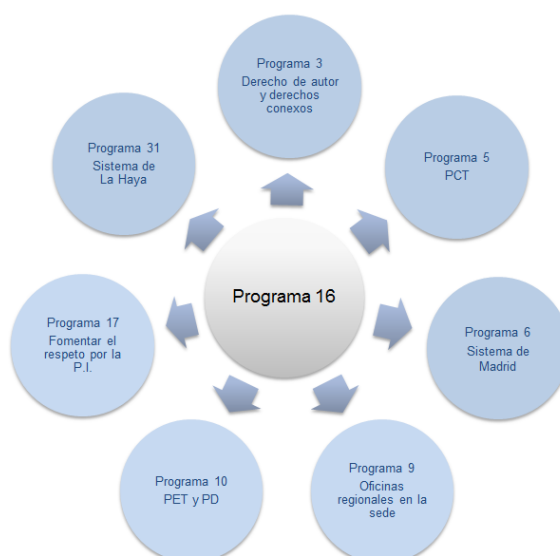 Programa 3
Derecho de autor
y derechos
conexos
Programa 31
Sistema de
La Haya
Programa 5
PCT
Programa 16
Programa 17
Fomentar el
respeto por la
P.I.
Programa 6
Sistema de
Madrid
Programa 10
PET y PD
Programa 9
Oficinas
regionales en la
sede